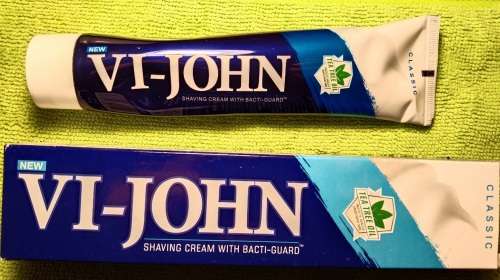 NEW
VI-JOHN
SHAVING CREAM WITH BACTI-GUARD™
TEA TREE OIL
CLASSIC
NEW
VI-JOHN
SHAVING CREAM WITH BACTI-GUARD™
TEA TREE OIL
CLASSIC